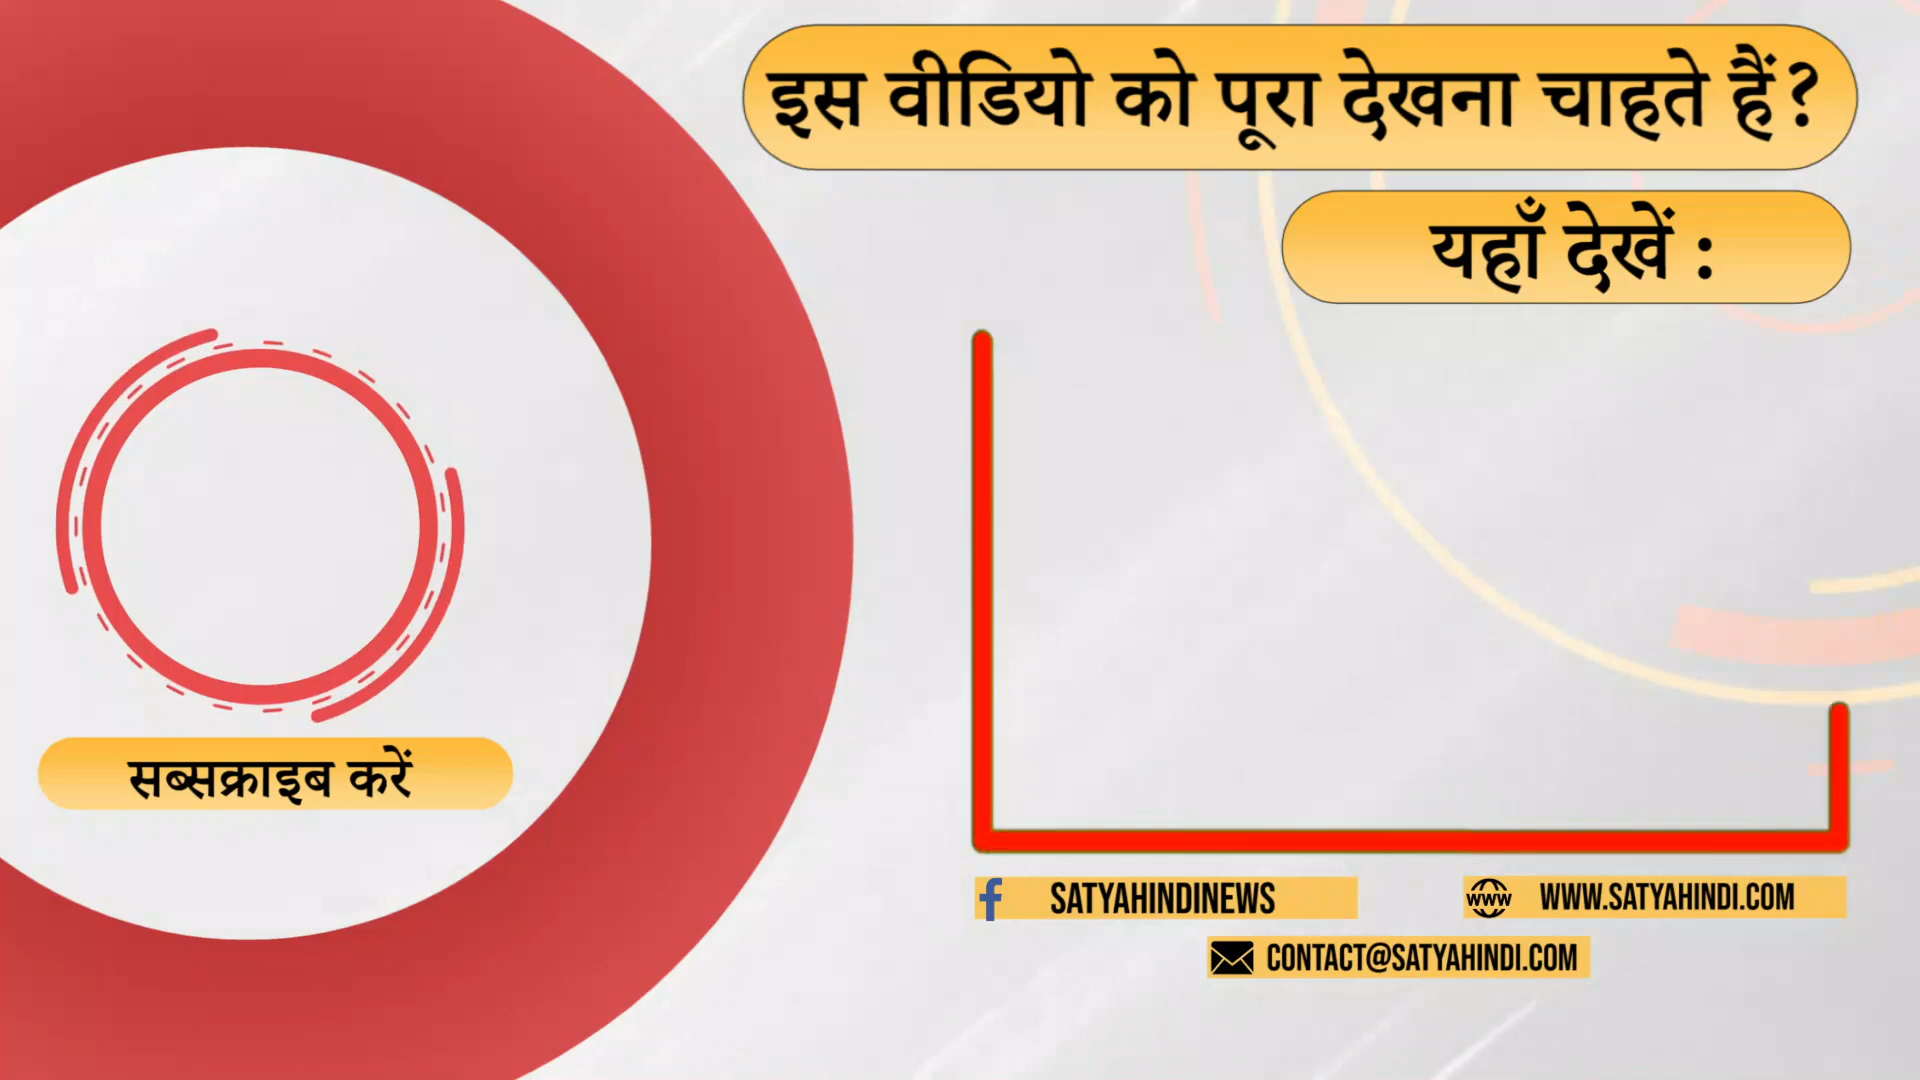 इस वीडियो को पूरा देखना चाहते हैं?
यहाँ देखें :
सब्सक्राइब करें
f SATYAHINDINEWS
WWW WWW.SATYAHINDI.COM
CONTACT@SATYAHINDI.COM